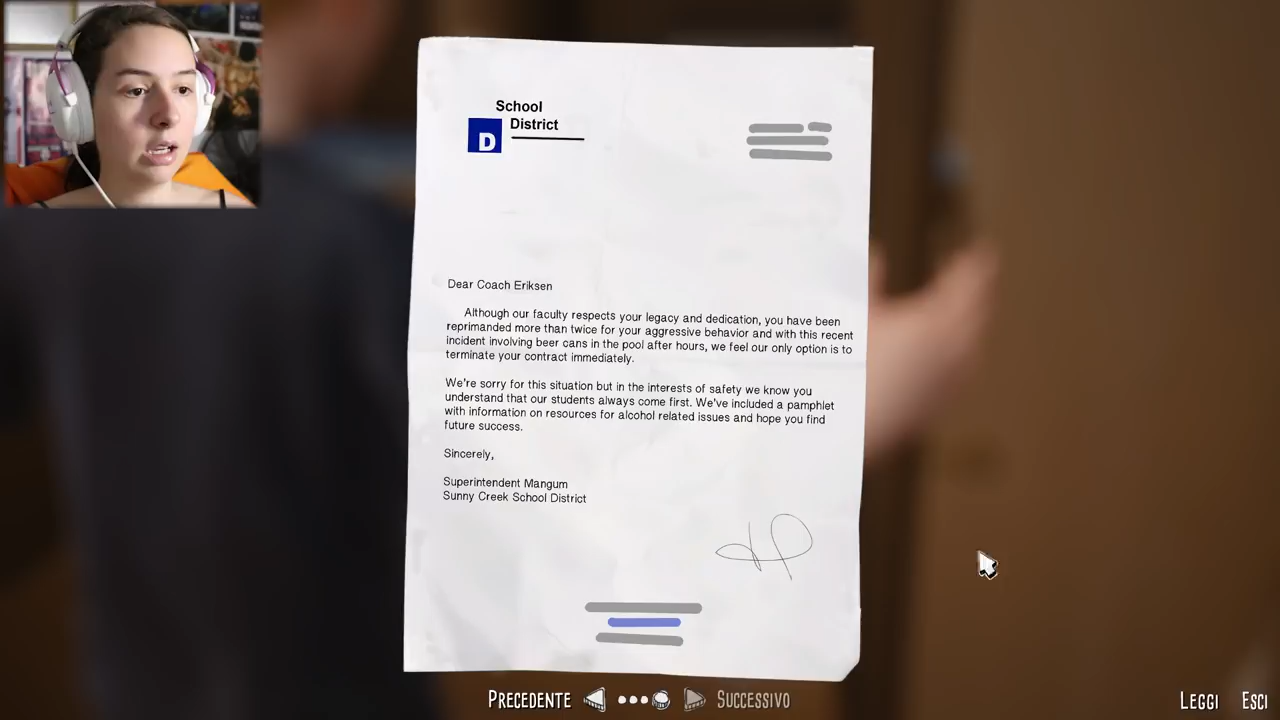 School
District
D
Dear Coach Eriksen
Although our faculty respects your legacy and dedication, you have been
reprimanded more than twice for your aggressive behavior and with this recent
incident involving beer cans in the pool after hours, we feel our only option is to
terminate your contract immediately.
We're sorry for this situation but in the interests of safety we know you
understand that our students always come first. We've included a pamphlet
with information on resources for alcohol related issues and hope you find
future success.
Sincerely,
Superintendent Mangum
Sunny Creek School District
PRECEDENTE
SUCCESSIVO
LEGGI
ESCI